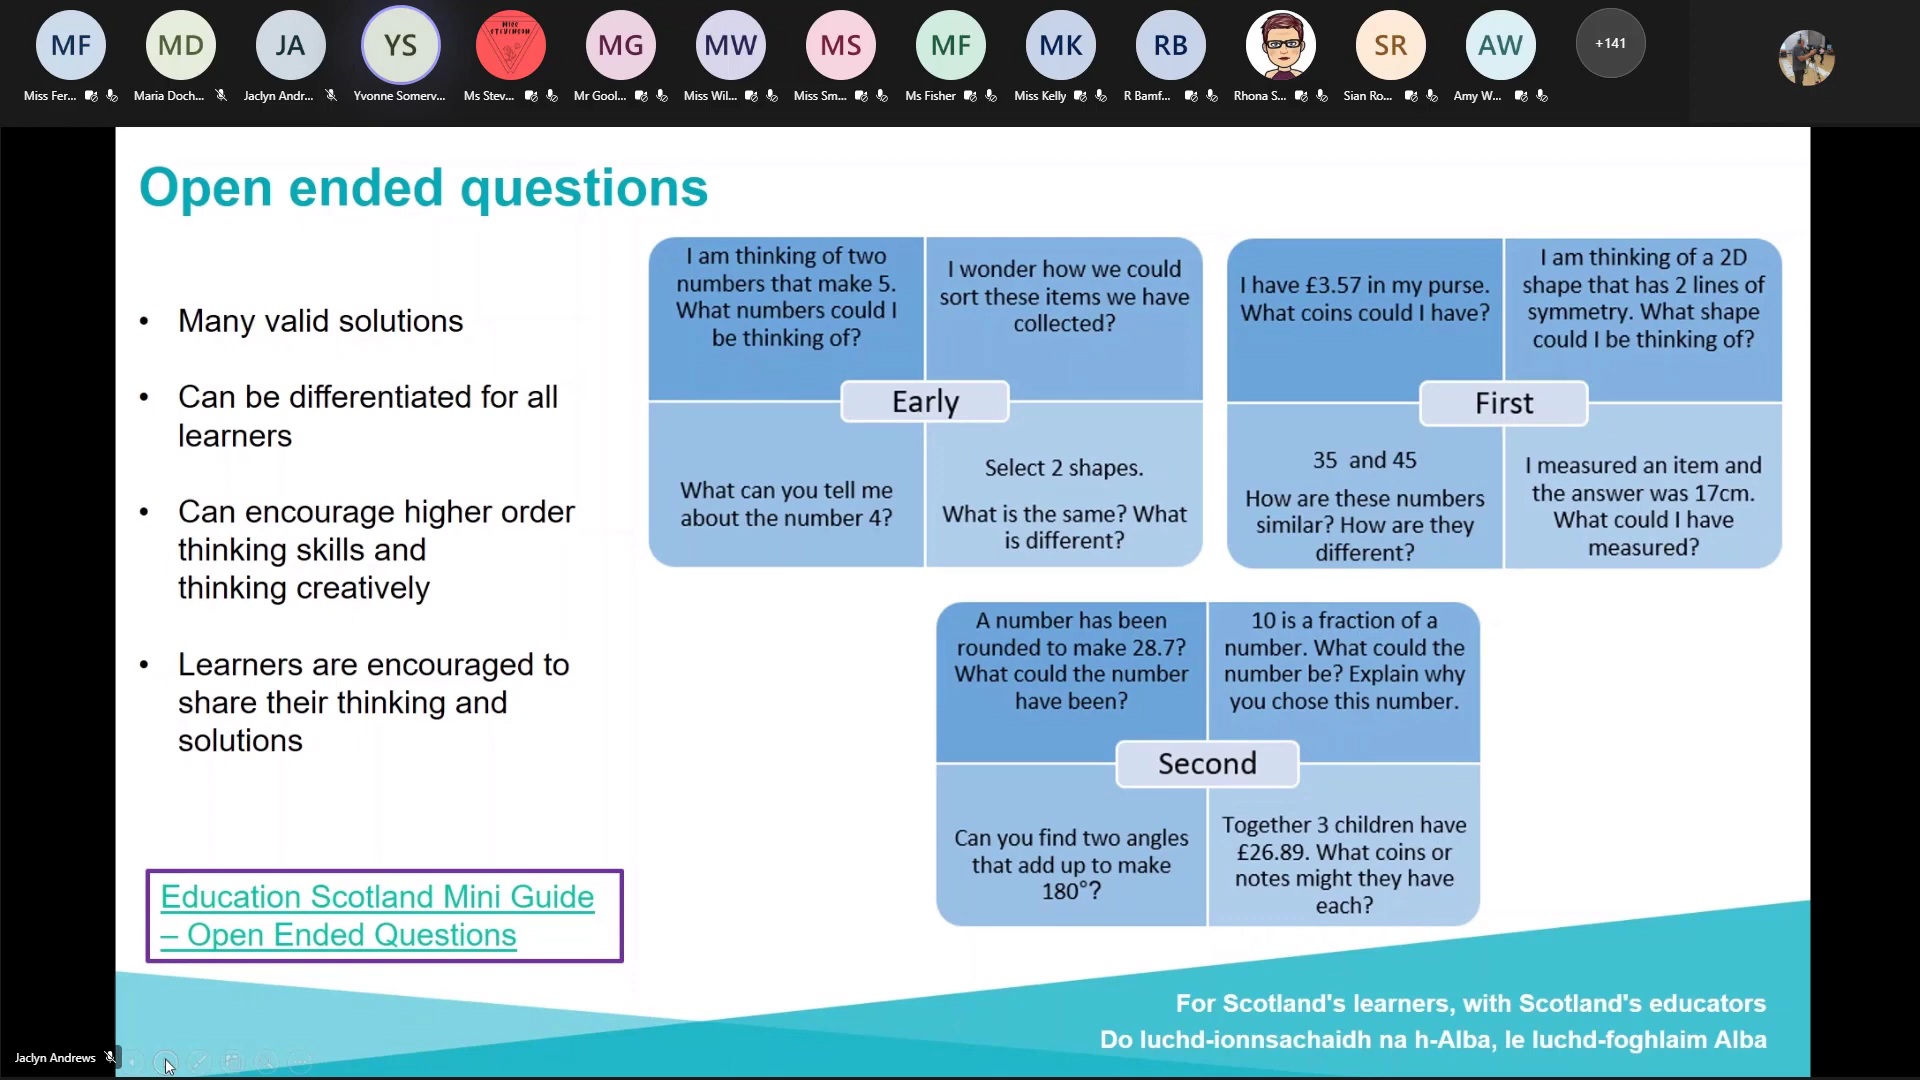 MF
MD
JA
YS
Miss
STEVENSON
MG
MW
MS
MF
MK
RB
SR
AW
+141
Miss Fer...
Maria Doch...
Jaclyn Andr...
Yvonne Somerv...
Ms Stev...
Mr Gool...
Miss Wil...
Miss Sm...
Ms Fisher
Miss Kelly
R Bamf...
Rhona S...
Sian Ro...
Amy W...
Open ended questions
• Many valid solutions
• Can be differentiated for all
learners
• Can encourage higher order
thinking skills and
thinking creatively
• Learners are encouraged to
share their thinking and
solutions
Education Scotland Mini Guide
– Open Ended Questions
I am thinking of two
numbers that make 5.
What numbers could I
be thinking of?
I wonder how we could
sort these items we have
collected?
Early
What can you tell me
about the number 4?
Select 2 shapes.
What is the same? What
is different?
I have £3.57 in my purse.
What coins could I have?
I am thinking of a 2D
shape that has 2 lines of
symmetry. What shape
could I be thinking of?
First
35 and 45
How are these numbers
similar? How are they
different?
I measured an item and
the answer was 17cm.
What could I have
measured?
A number has been
rounded to make 28.7?
What could the number
have been?
10 is a fraction of a
number. What could the
number be? Explain why
you chose this number.
Second
Can you find two angles
that add up to make
180°?
Together 3 children have
£26.89. What coins or
notes might they have
each?
For Scotland's learners, with Scotland's educators
Do luchd-ionnsachaidh na h-Alba, le luchd-foghlaim Alba
Jaclyn Andrews